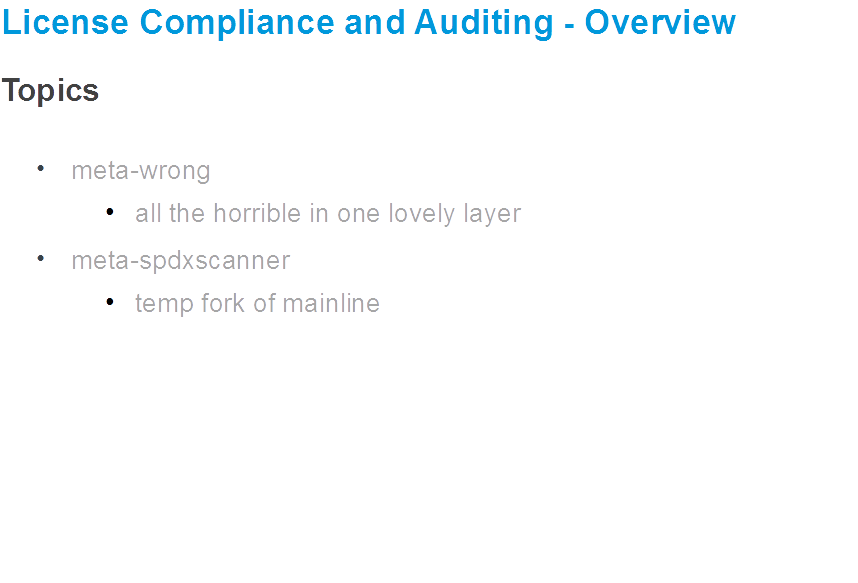 License Compliance and Auditing - Overview
Topics
• meta-wrong
• all the horrible in one lovely layer
• meta-spdxscanner
• temp fork of mainline